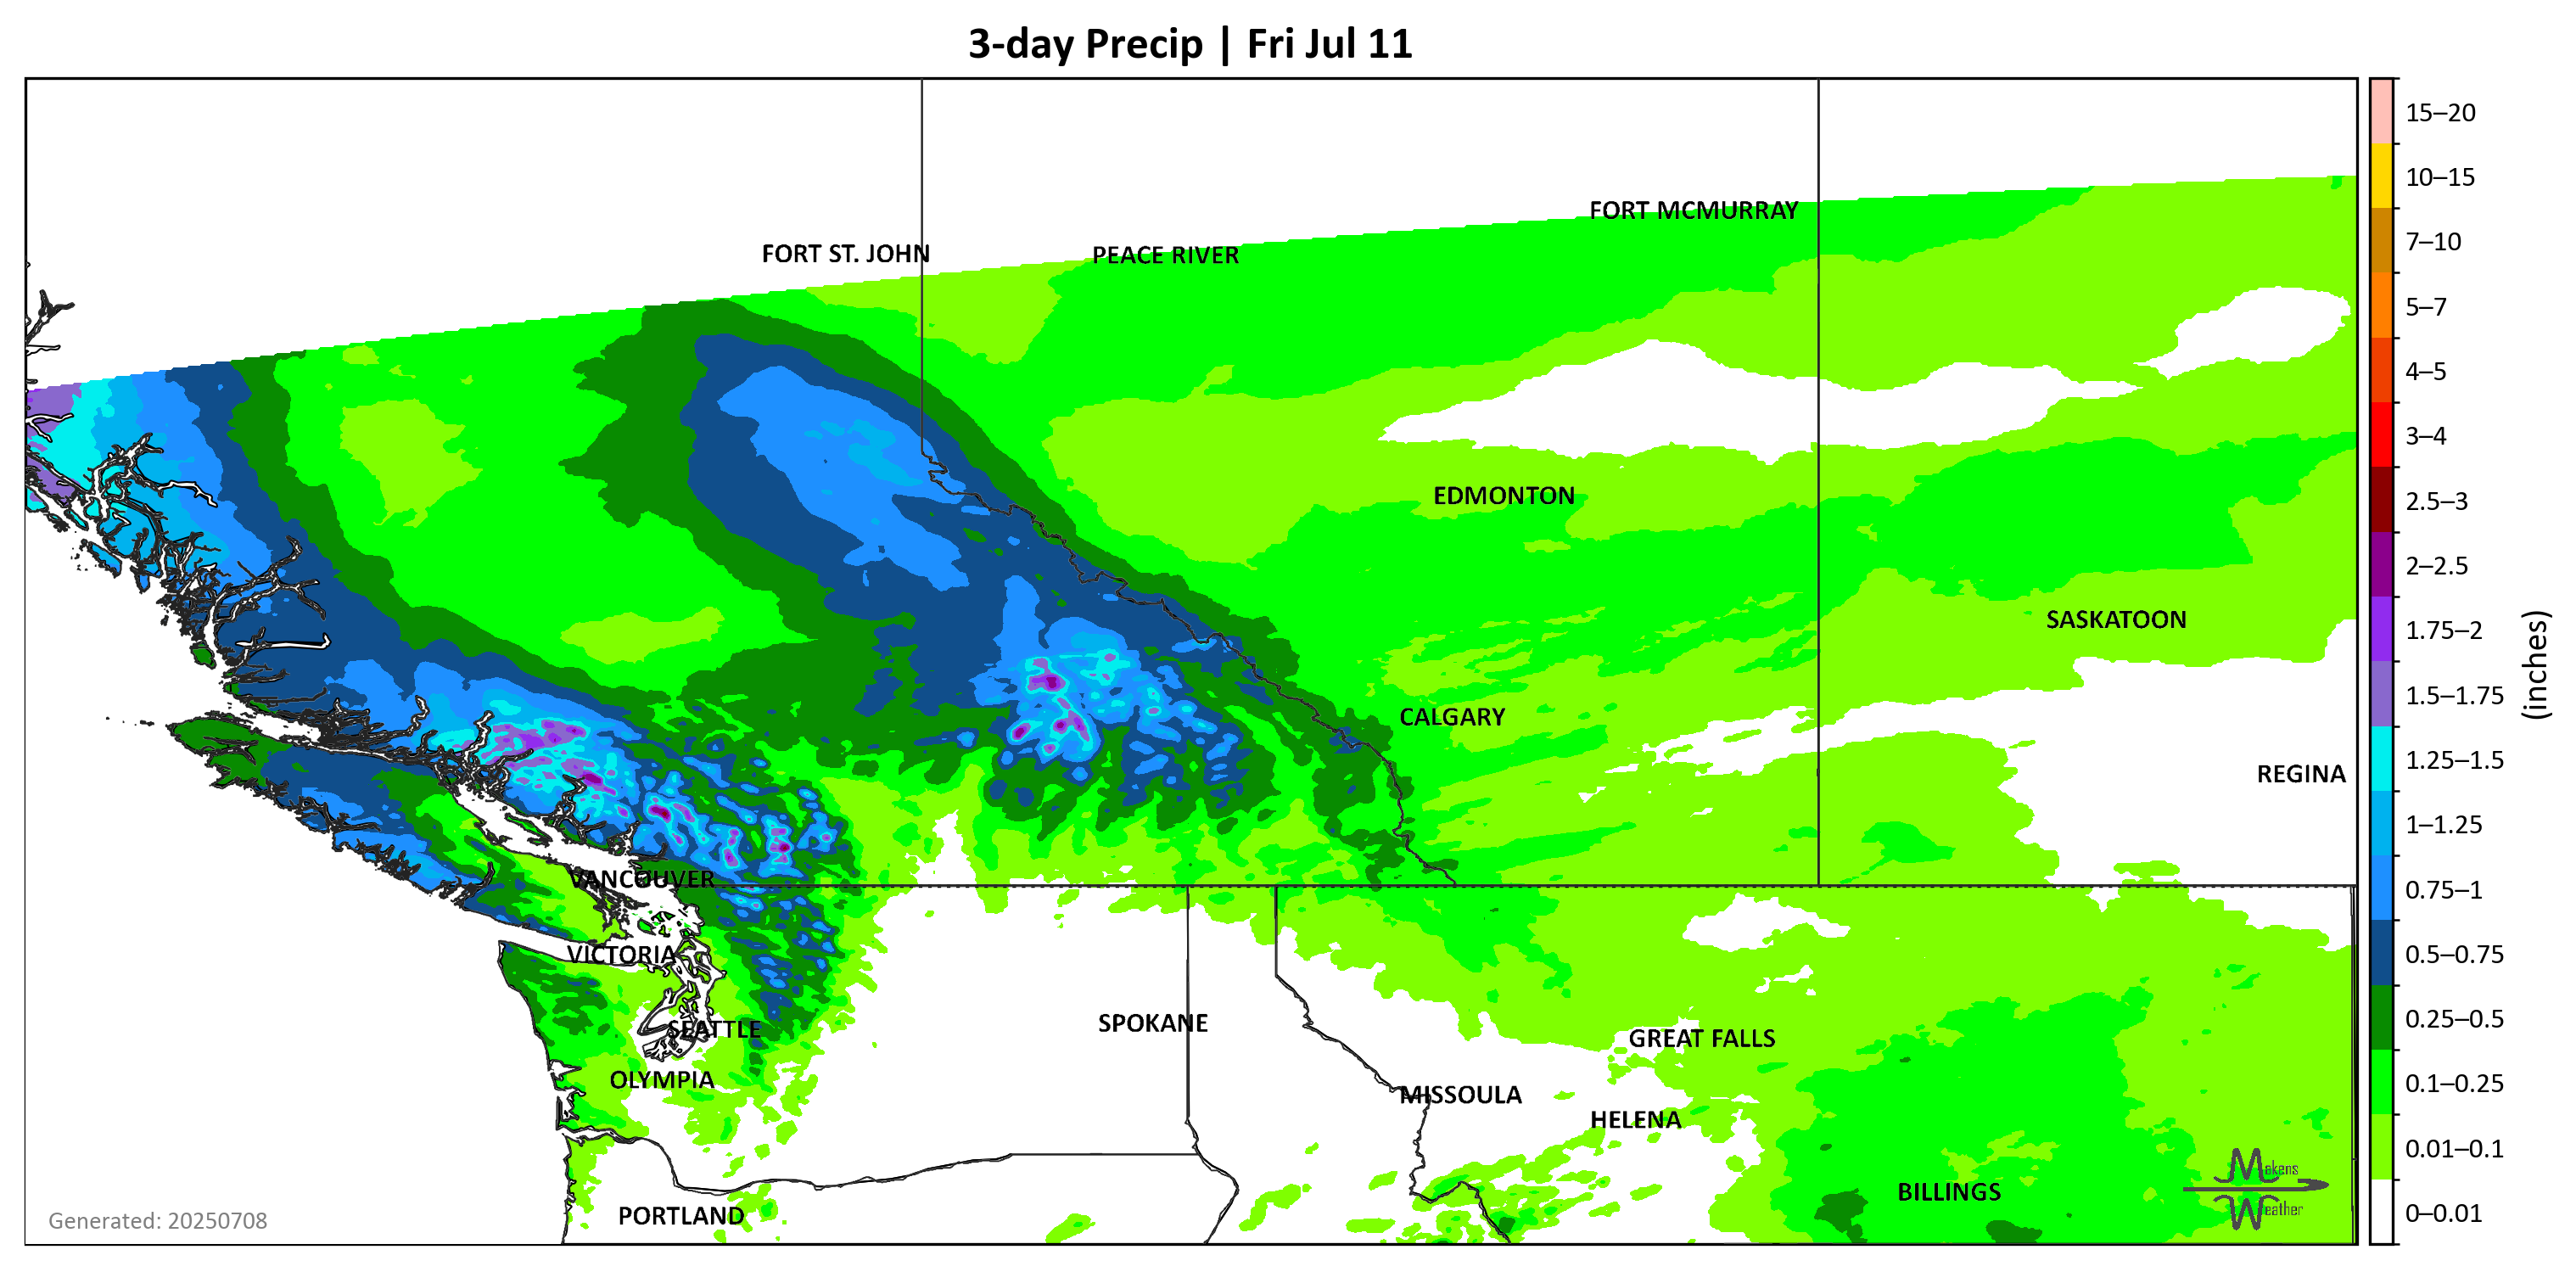 3-day Precip | Fri Jul 11
FORT MCMURRAY
FORT ST. JOHN
PEACE RIVER
EDMONTON
SASKATOON
CALGARY
REGINA
VANCOUVER
VICTORIA
SEATTLE
SPOKANE
GREAT FALLS
OLYMPIA
MISSOULA
HELENA
BILLINGS
PORTLAND
Generated: 20250708
Makens
Weather
15–20
10–15
7–10
5–7
4–5
3–4
2.5–3
2–2.5
1.75–2
1.5–1.75
1.25–1.5
1–1.25
0.75–1
0.5–0.75
0.25–0.5
0.1–0.25
0.01–0.1
0–0.01
(inches)